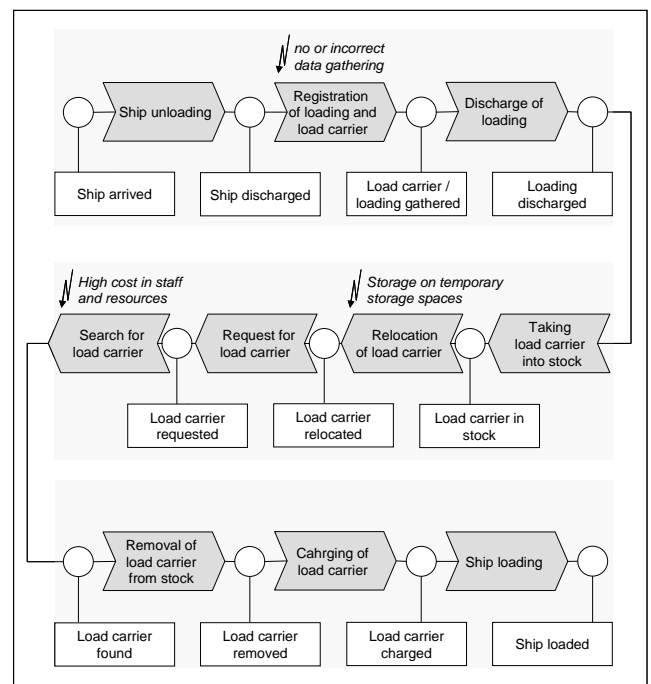 no or incorrect
data gathering
Ship unloading
Registration
of loading and
load carrier
Discharge of
loading
Ship arrived
Ship discharged
Load carrier /
loading gathered
Loading
discharged
High cost in staff
and resources
Storage on temporary
storage spaces
Search for
load carrier
Request for
load carrier
Relocation
of load carrier
Taking
load carrier
into stock
Load carrier
requested
Load carrier
relocated
Load carrier in
stock
Removal of
load carrier
from stock
Cahrging of
load carrier
Ship loading
Load carrier
found
Load carrier
removed
Load carrier
charged
Ship loaded